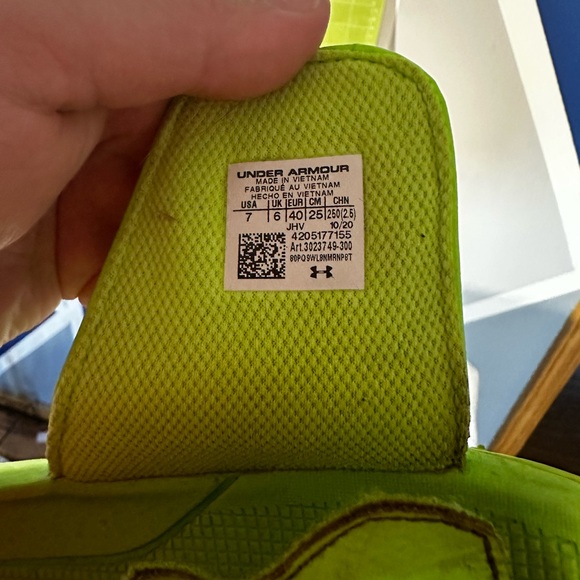 UNDER ARMOUR
MADE IN VIETNAM
FABRIQUÉ AU VIETNAM
HECHO EN VIETNAM
USA UK EUR CM CHN
7 6 40 25 250(2.5)
JHV 10/20
4205177155
Art.3023749-300
80PQ9WL8NMRNP8T